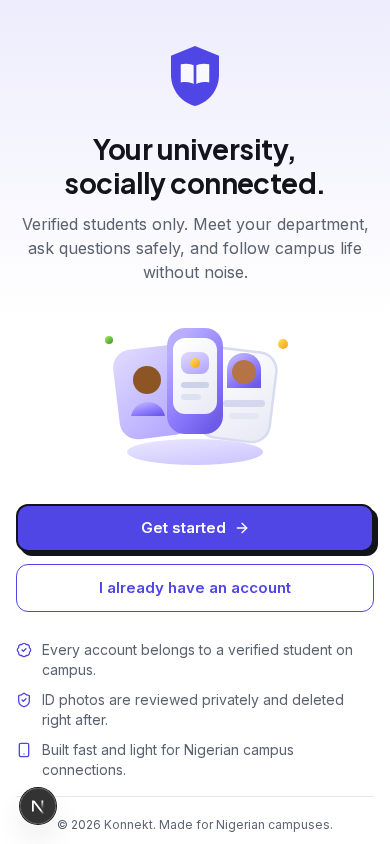 Your university,
socially connected.
Verified students only. Meet your department,
ask questions safely, and follow campus life
without noise.
Get started →
I already have an account
Every account belongs to a verified student on
campus.
ID photos are reviewed privately and deleted
right after.
Built fast and light for Nigerian campus
connections.
N
© 2026 Konnekt. Made for Nigerian campuses.